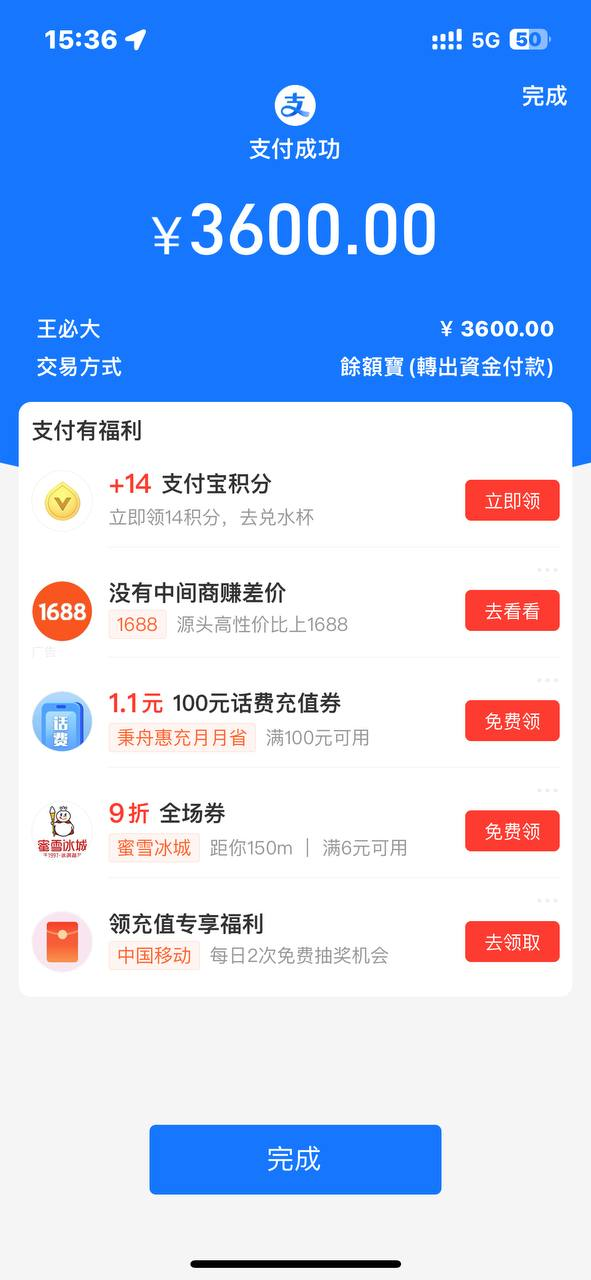 15:36 5G 50
完成
支
支付成功
¥3600.00
王必大 ¥ 3600.00
交易方式 餘額寶(轉出資金付款)
支付有福利
+14 支付宝积分
立即领14积分，去兑水杯
立即领
1688
没有中间商赚差价
1688 源头高性价比上1688
去看看
广告
话费
1.1元 100元话费充值券
秉舟惠充月月省 满100元可用
免费领
蜜雪冰城
9折 全场券
蜜雪冰城 距你150m | 满6元可用
免费领
领充值专享福利
中国移动 每日2次免费抽奖机会
去领取
完成